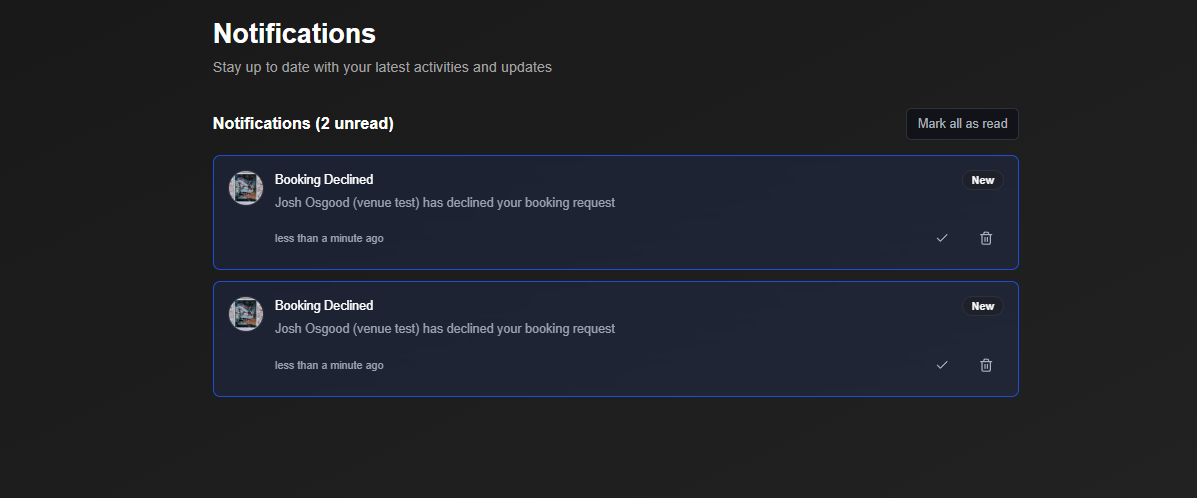 Notifications
Stay up to date with your latest activities and updates
Notifications (2 unread)
Mark all as read
Booking Declined
New
Josh Osgood (venue test) has declined your booking request
less than a minute ago
Booking Declined
New
Josh Osgood (venue test) has declined your booking request
less than a minute ago